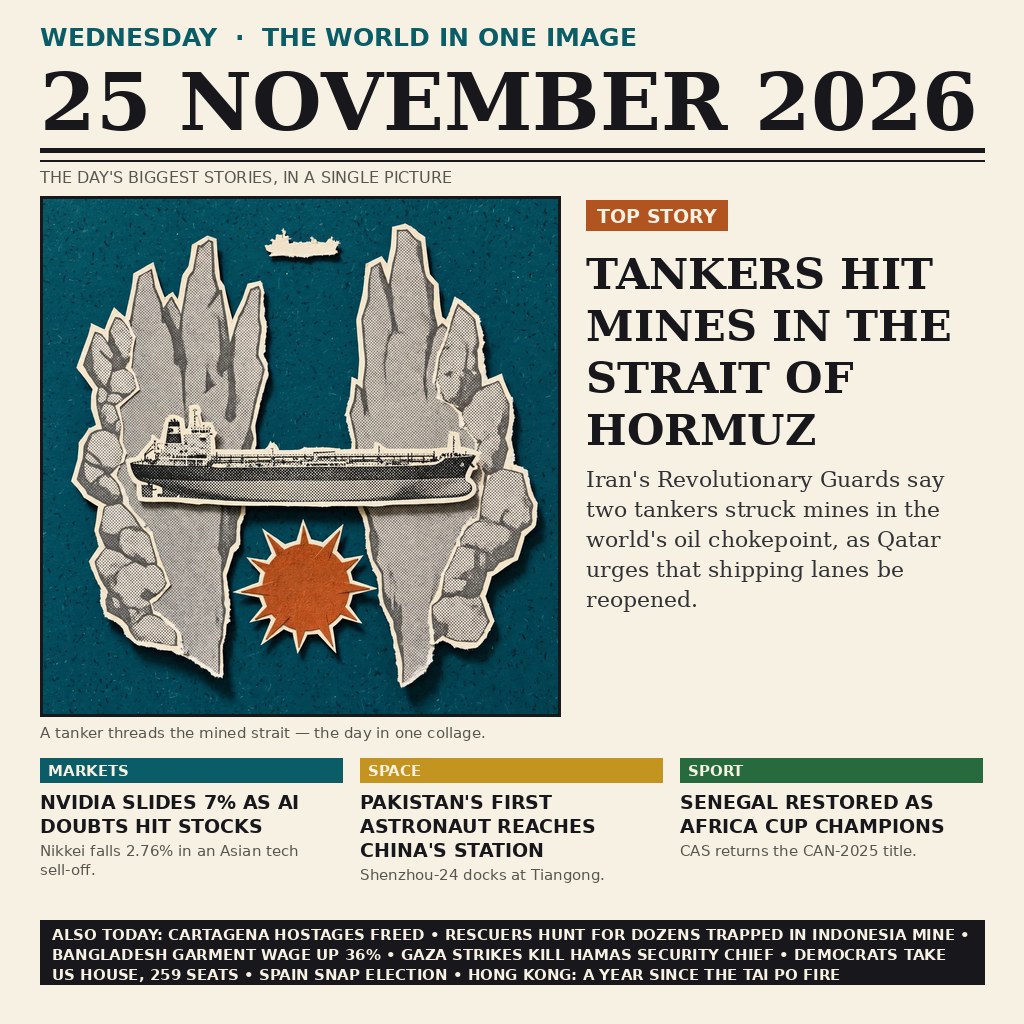 WEDNESDAY · THE WORLD IN ONE IMAGE
25 NOVEMBER 2026
THE DAY'S BIGGEST STORIES, IN A SINGLE PICTURE
TOP STORY
TANKERS HIT
MINES IN THE
STRAIT OF
HORMUZ
Iran's Revolutionary Guards say
two tankers struck mines in the
world's oil chokepoint, as Qatar
urges that shipping lanes be
reopened.
A tanker threads the mined strait — the day in one collage.
MARKETS
NVIDIA SLIDES 7% AS AI
DOUBTS HIT STOCKS
Nikkei falls 2.76% in an Asian tech
sell-off.
SPACE
PAKISTAN'S FIRST
ASTRONAUT REACHES
CHINA'S STATION
Shenzhou-24 docks at Tiangong.
SPORT
SENEGAL RESTORED AS
AFRICA CUP CHAMPIONS
CAS returns the CAN-2025 title.
ALSO TODAY: CARTAGENA HOSTAGES FREED • RESCUERS HUNT FOR DOZENS TRAPPED IN INDONESIA MINE •
BANGLADESH GARMENT WAGE UP 36% • GAZA STRIKES KILL HAMAS SECURITY CHIEF • DEMOCRATS TAKE
US HOUSE, 259 SEATS • SPAIN SNAP ELECTION • HONG KONG: A YEAR SINCE THE TAI PO FIRE